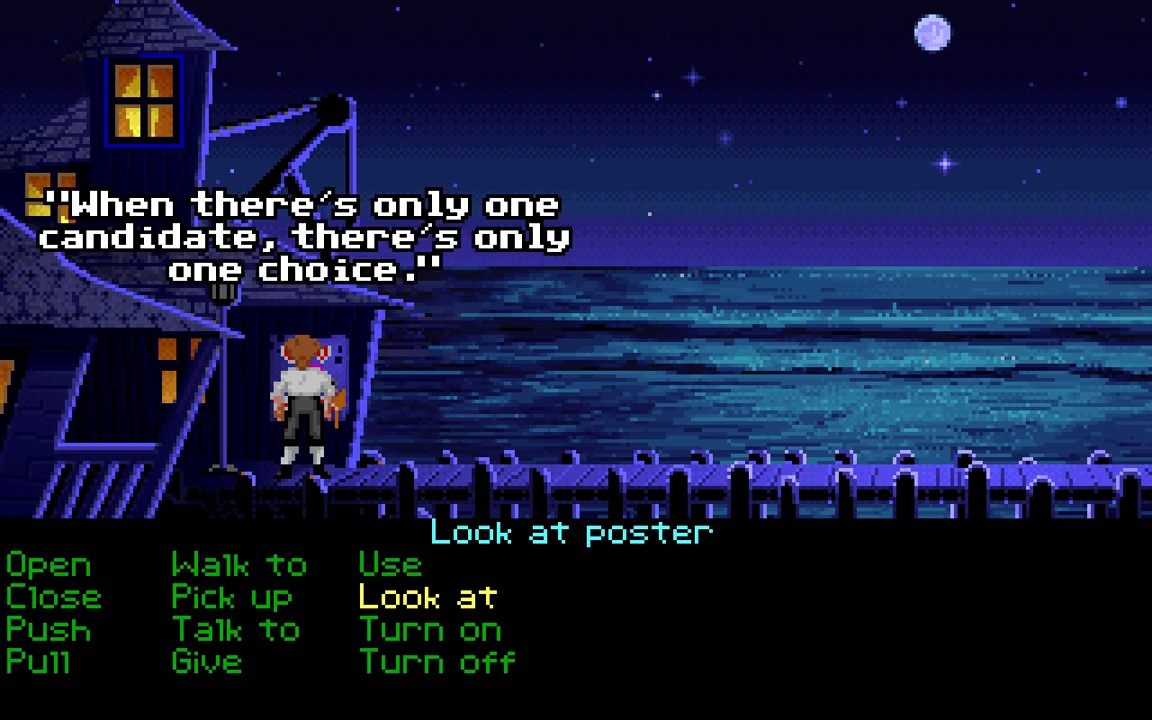 "When there's only one
candidate, there's only
one choice."
Look at poster
Open Walk to Use
Close Pick up Look at
Push Talk to Turn on
Pull Give Turn off